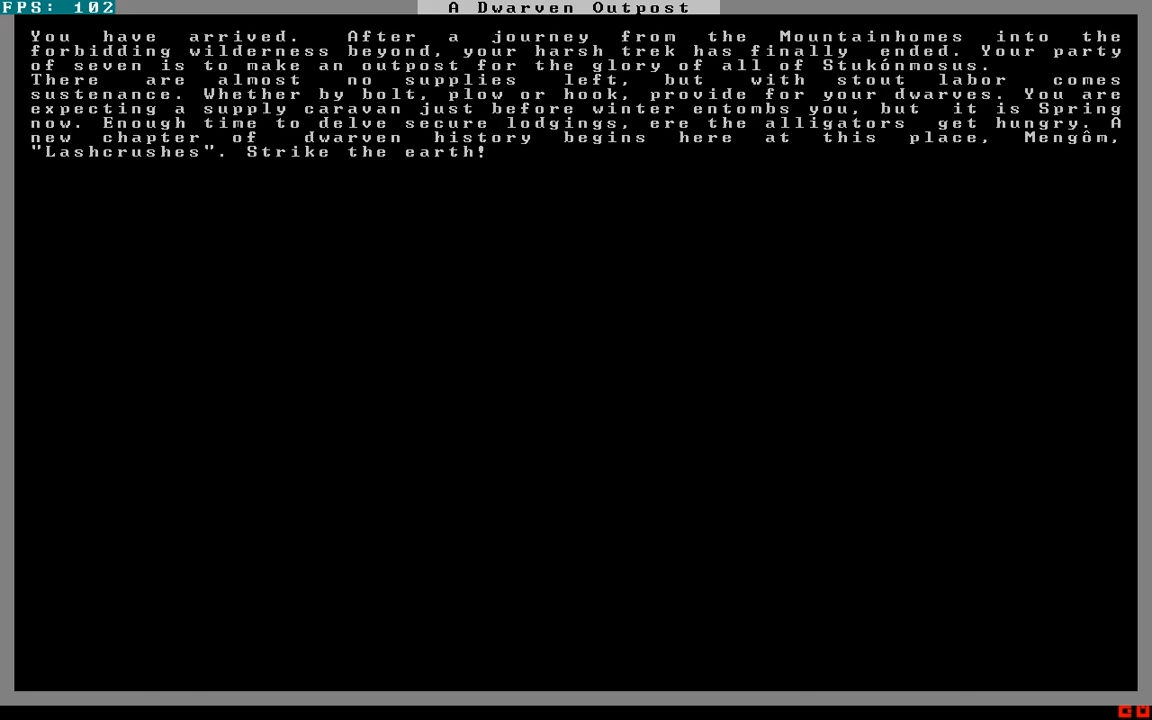 FPS: 102
A Dwarven Outpost
You have arrived. After a journey from the Mountainhomes into the
forbidding wilderness beyond, your harsh trek has finally ended. Your party
of seven is to make an outpost for the glory of all of Stukónmosus.
There are almost no supplies left, but with stout labor comes
sustenance. Whether by bolt, plow or hook, provide for your dwarves. You are
expecting a supply caravan just before winter entombs you, but it is Spring
now. Enough time to delve secure lodgings, ere the alligators get hungry. A
new chapter of dwarven history begins here at this place, Mengôm,
"Lashcrushes". Strike the earth!